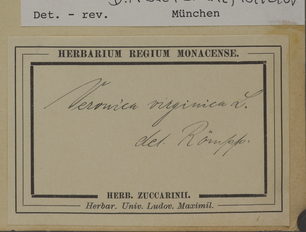 Det. - rev. München
HERBARIUM REGIUM MONACENSE.
Veronica virginica L.
det. Römpp.
HERB. ZUCCARINII.
Herbar. Univ. Ludov. Maximil.